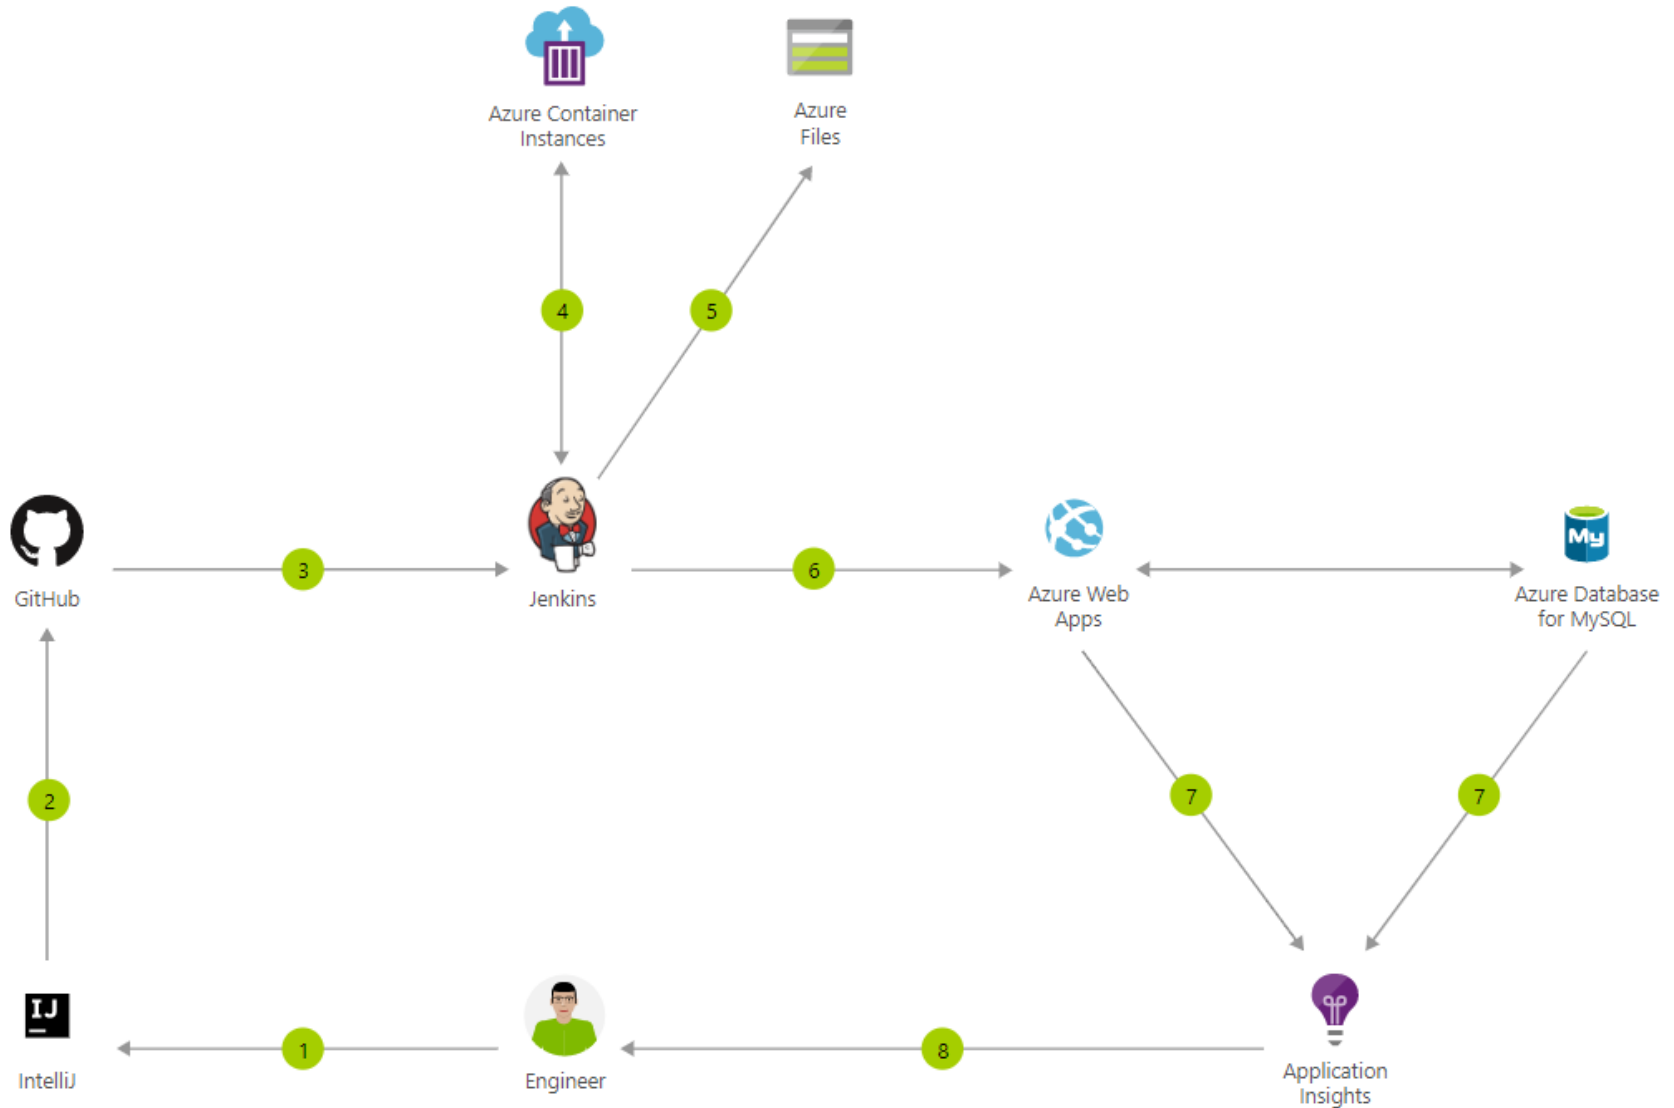 Azure Container
Instances
Azure
Files
4
5
GitHub
3
Jenkins
6
Azure Web
Apps
My
Azure Database
for MySQL
2
7
7
IJ
IntelliJ
1
Engineer
8
Application
Insights